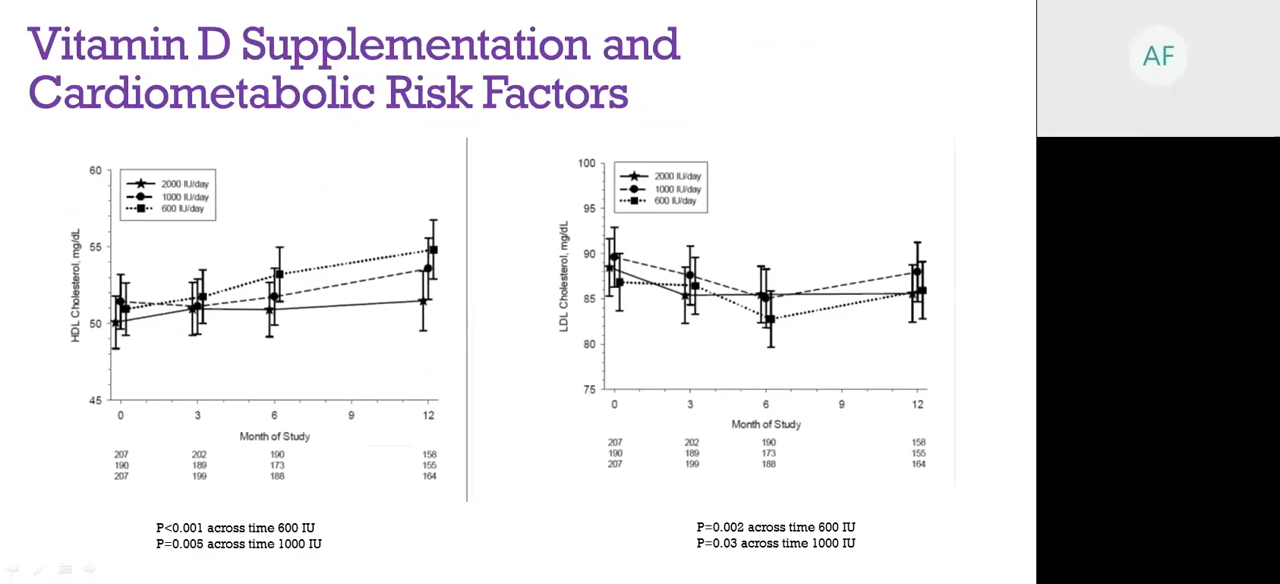 Vitamin D Supplementation and
Cardiometabolic Risk Factors
AF
60
55
50
45
HDL Cholesterol, mg/dL
2000 IU/day
1000 IU/day
600 IU/day
0 3 6 9 12
Month of Study
207 202 190 158
190 189 173 155
207 199 188 164
P<0.001 across time 600 IU
P=0.005 across time 1000 IU
100
95
90
85
80
75
LDL Cholesterol, mg/dL
2000 IU/day
1000 IU/day
600 IU/day
0 3 6 9 12
Month of Study
207 202 190 158
190 189 173 155
207 199 188 164
P=0.002 across time 600 IU
P=0.03 across time 1000 IU